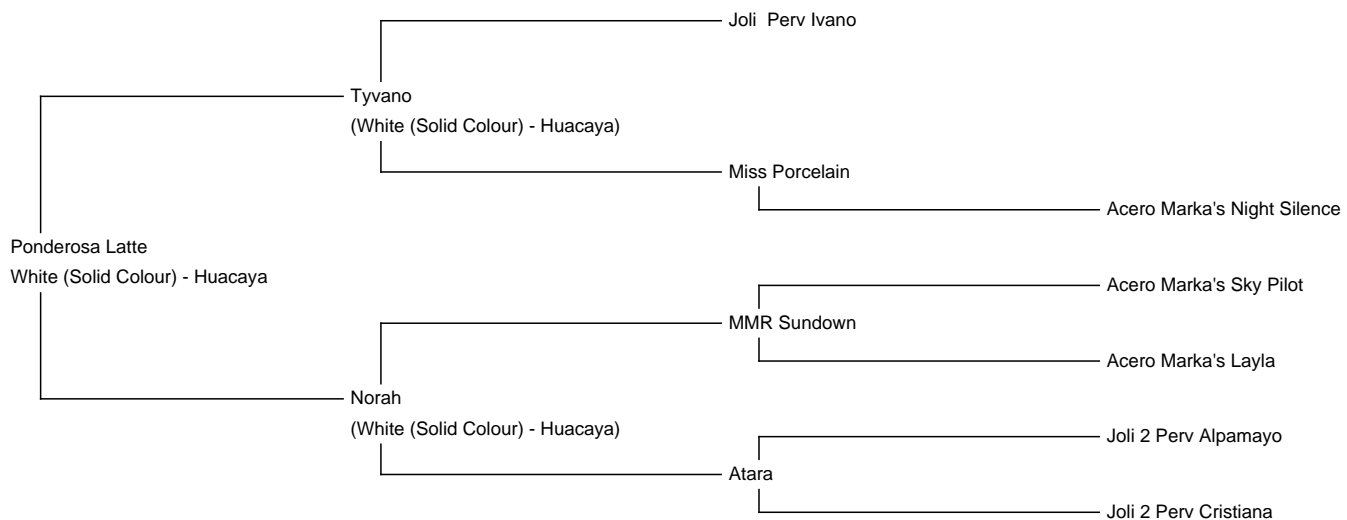 Joli  Perv Ivano
Tyvano
(White (Solid Colour) - Huacaya)
Miss Porcelain
Acero Marka's Night Silence
Ponderosa Latte
White (Solid Colour) - Huacaya
Acero Marka's Sky Pilot
MMR Sundown
Acero Marka's Layla
Norah
(White (Solid Colour) - Huacaya)
Joli 2 Perv Alpamayo
Atara
Joli 2 Perv Cristiana